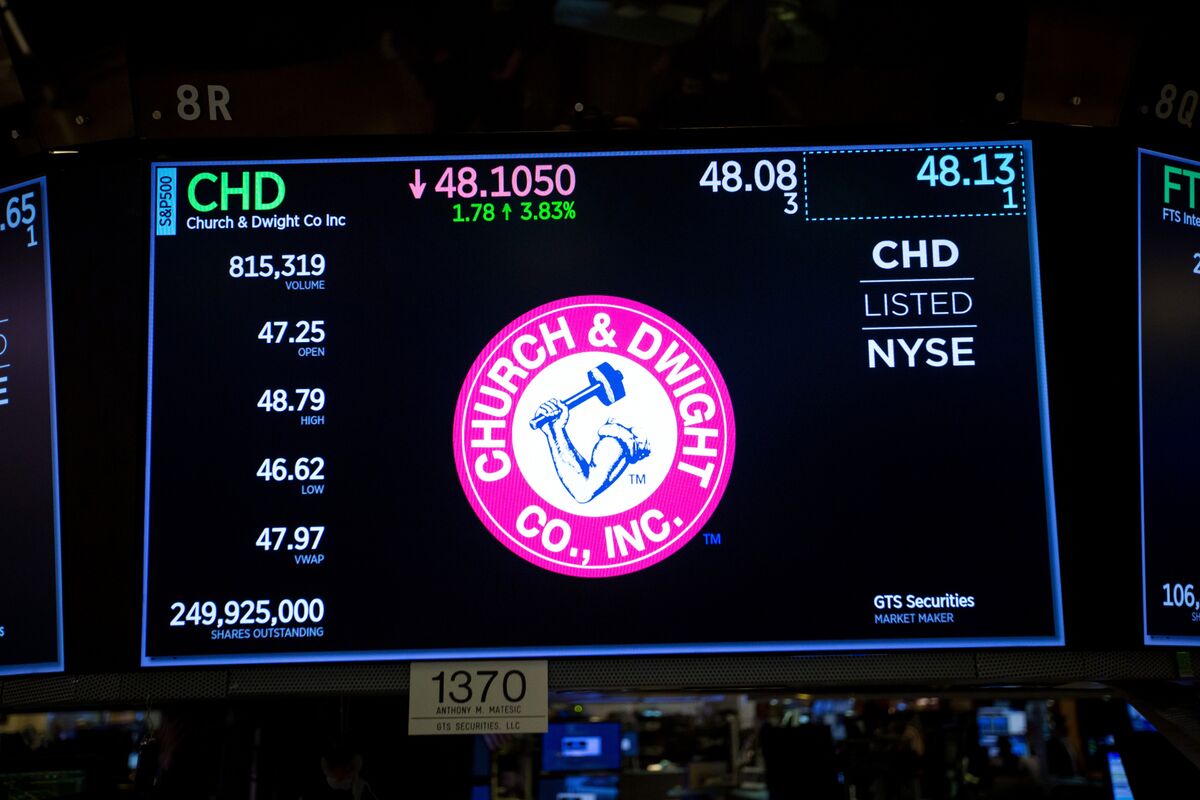 8R
8Q
.65
1
S&P500
CHD
Church & Dwight Co Inc
↓ 48.1050
1.78 ↑ 3.83%
48.08
3
48.13
1
815,319
VOLUME
47.25
OPEN
48.79
HIGH
46.62
LOW
47.97
VWAP
249,925,000
SHARES OUTSTANDING
CHURCH & DWIGHT
CO., INC.
TM
TM
CHD
LISTED
NYSE
GTS Securities
MARKET MAKER
FT
FTS Inte
106,
1370
ANTHONY M. MATESIC
GTS SECURITIES, LLC